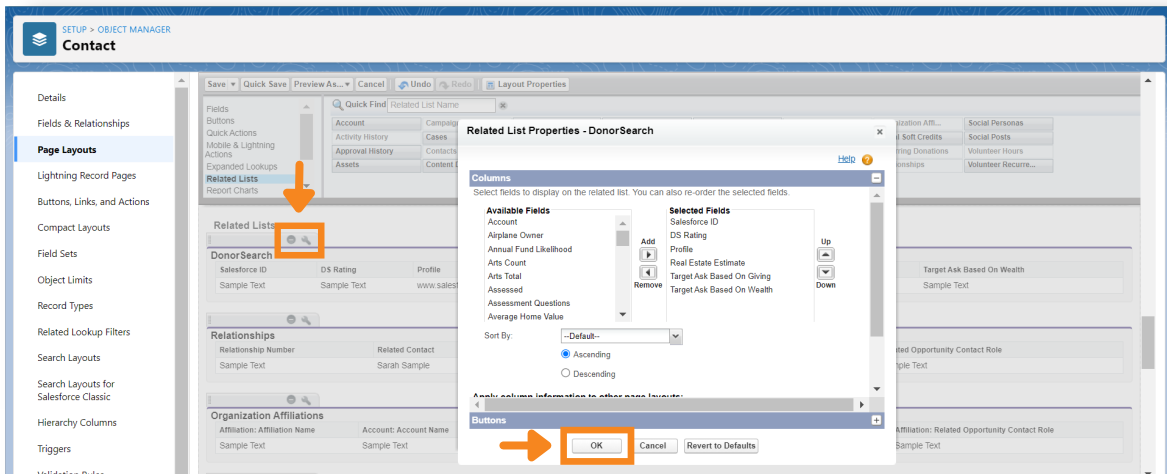 SETUP > OBJECT MANAGER
Contact
Details
Fields & Relationships
Page Layouts
Lightning Record Pages
Buttons, Links, and Actions
Compact Layouts
Field Sets
Object Limits
Record Types
Related Lookup Filters
Search Layouts
Search Layouts for
Salesforce Classic
Hierarchy Columns
Triggers
Validation Rules
Save Quick Save Preview As... Cancel Undo Redo Layout Properties
Fields
Buttons
Quick Actions
Mobile & Lightning
Actions
Expanded Lookups
Related Lists
Report Charts
Quick Find Related List Name
Account
Activity History Cases
Approval History
Assets
Social Personas
Soft Credits Social Posts
Donations Volunteer Hours
Volunteer Recurre...
Related Lists
DonorSearch
Salesforce ID DS Rating Profile Target Ask Based On Wealth
Sample Text Sample Text Sample Text
Relationships
Relationship Number Related Contact Opportunity Contact Role
Sample Text Sarah Sample Text
Organization Affiliations
Affiliation: Affiliation Name Account: Account Name Affiliation: Related Opportunity Contact Role
Sample Text Sample Text Sample Text
Related List Properties - DonorSearch
Help
Columns
Select fields to display on the related list. You can also re-order the selected fields.
Available Fields Selected Fields
Account
Airplane Owner
Annual Fund Likelihood
Arts Count
Arts Total
Assessed
Assessment Questions
Average Home Value
Add
Remove
Salesforce ID
DS Rating
Profile
Real Estate Estimate
Target Ask Based On Giving
Target Ask Based On Wealth
Up
Down
Sort By: --Default--
Ascending
Descending
Apply column information to other page layouts:
Buttons
OK Cancel Revert to Defaults